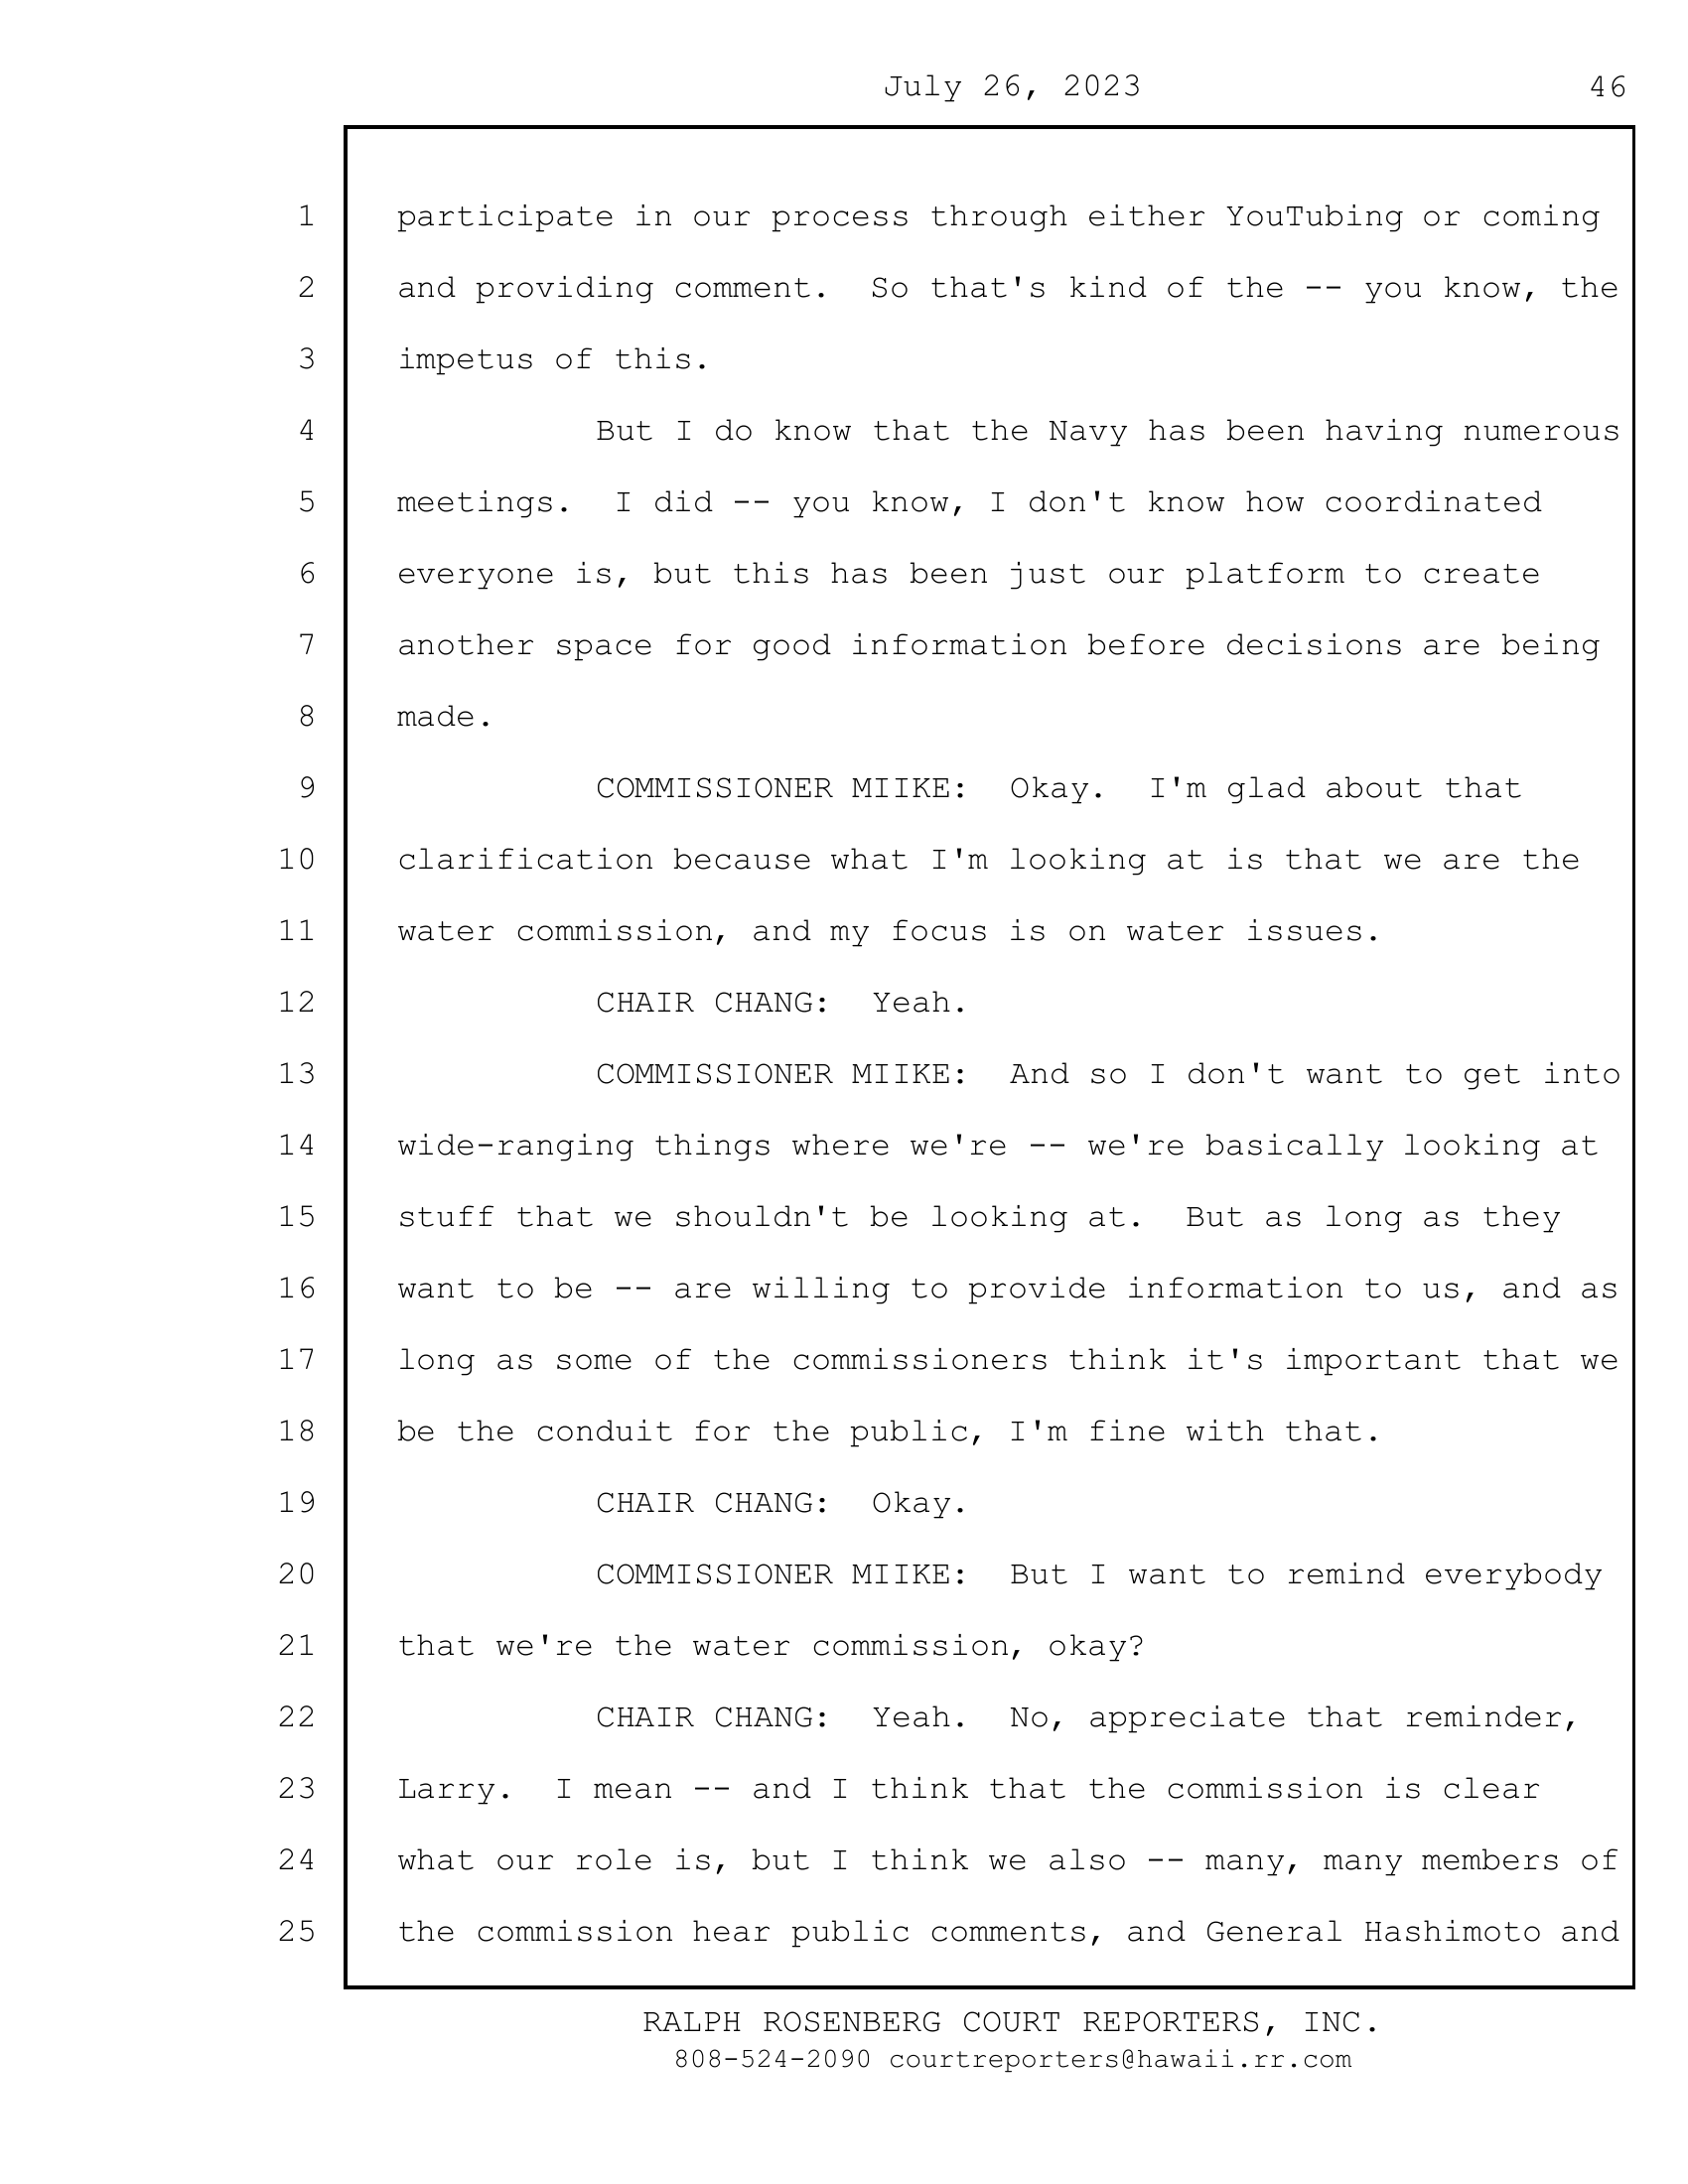 July 26, 2023 46
1 participate in our process through either YouTubing or coming
2 and providing comment.  So that's kind of the -- you know, the
3 impetus of this.
4 But I do know that the Navy has been having numerous
5 meetings.  I did -- you know, I don't know how coordinated
6 everyone is, but this has been just our platform to create
7 another space for good information before decisions are being
8 made.
9 COMMISSIONER MIIKE:  Okay.  I'm glad about that
10 clarification because what I'm looking at is that we are the
11 water commission, and my focus is on water issues.
12 CHAIR CHANG:  Yeah.
13 COMMISSIONER MIIKE:  And so I don't want to get into
14 wide-ranging things where we're -- we're basically looking at
15 stuff that we shouldn't be looking at.  But as long as they
16 want to be -- are willing to provide information to us, and as
17 long as some of the commissioners think it's important that we
18 be the conduit for the public, I'm fine with that.
19 CHAIR CHANG:  Okay.
20 COMMISSIONER MIIKE:  But I want to remind everybody
21 that we're the water commission, okay?
22 CHAIR CHANG:  Yeah.  No, appreciate that reminder,
23 Larry.  I mean -- and I think that the commission is clear
24 what our role is, but I think we also -- many, many members of
25 the commission hear public comments, and General Hashimoto and
RALPH ROSENBERG COURT REPORTERS, INC.
808-524-2090 courtreporters@hawaii.rr.com